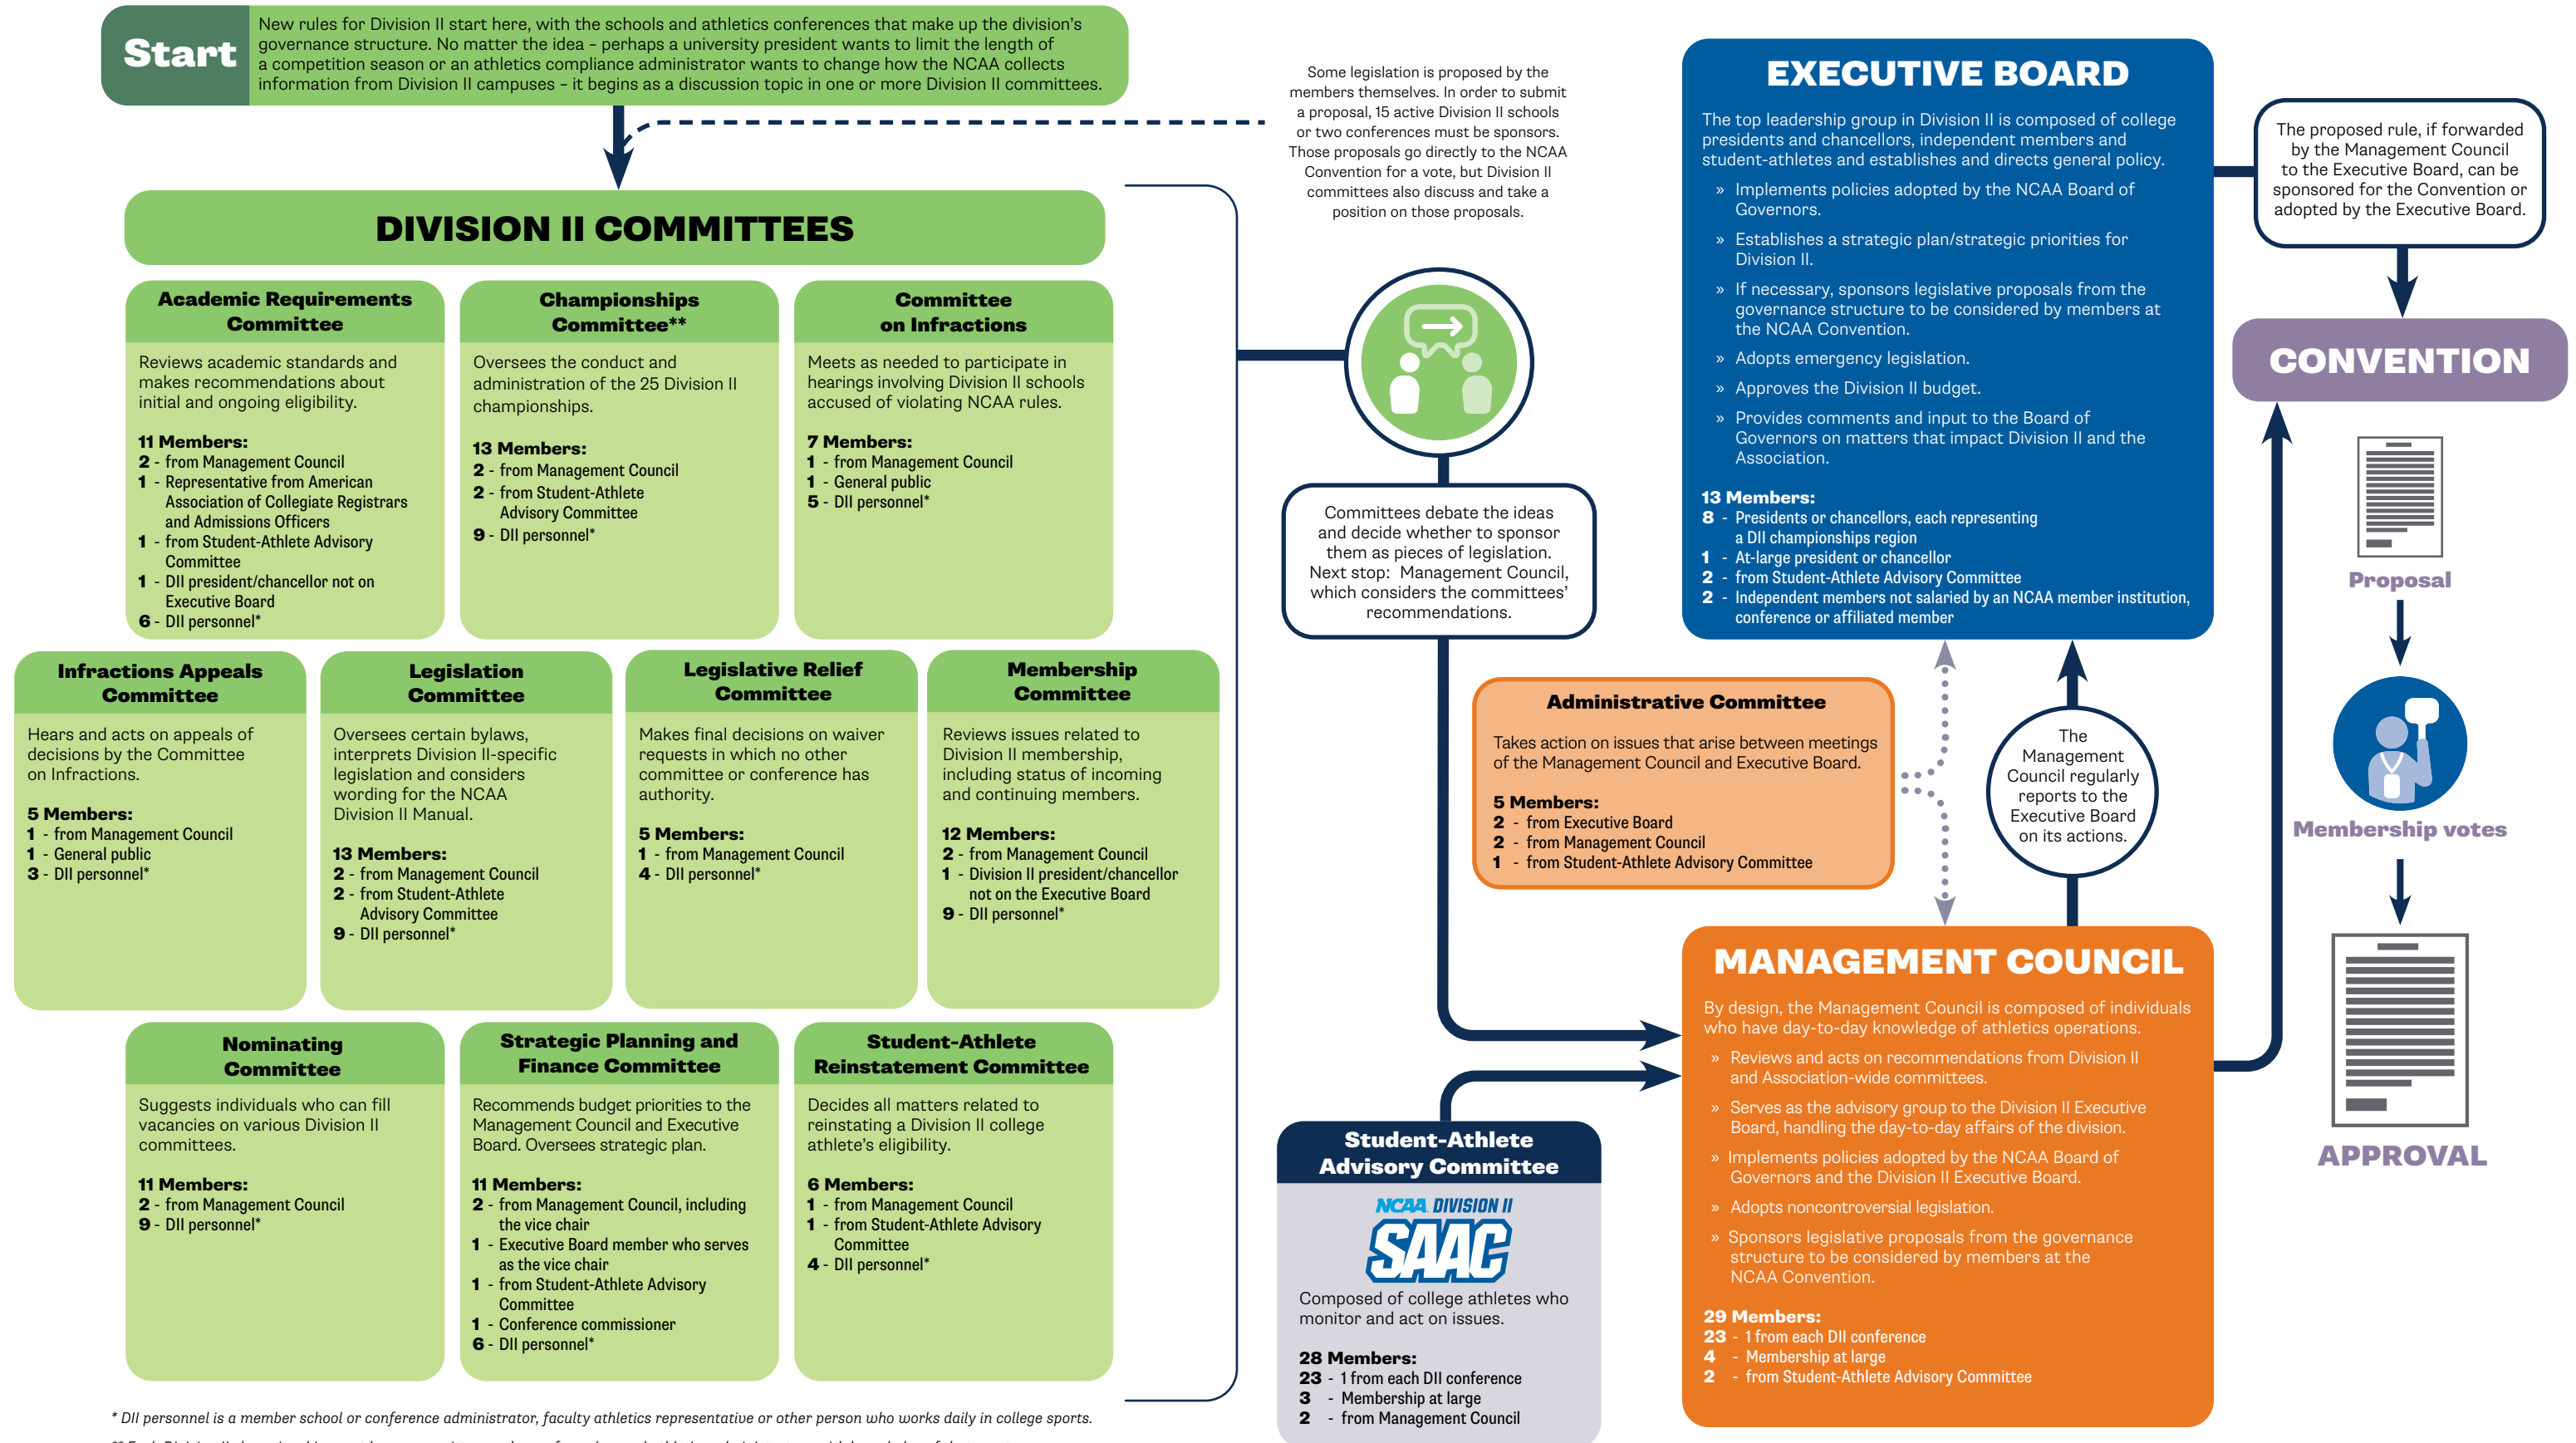 Start
New rules for Division II start here, with the schools and athletics conferences that make up the division's
governance structure. No matter the idea – perhaps a university president wants to limit the length of
a competition season or an athletics compliance administrator wants to change how the NCAA collects
information from Division II campuses – it begins as a discussion topic in one or more Division II committees.
DIVISION II COMMITTEES
Academic Requirements
Committee
Reviews academic standards and
makes recommendations about
initial and ongoing eligibility.
11 Members:
2 - from Management Council
1 - Representative from American
Association of Collegiate Registrars
and Admissions Officers
1 - from Student-Athlete Advisory
Committee
1 - DII president/chancellor not on
Executive Board
6 - DII personnel*
Championships
Committee**
Oversees the conduct and
administration of the 25 Division II
championships.
13 Members:
2 - from Management Council
2 - from Student-Athlete
Advisory Committee
9 - DII personnel*
Committee
on Infractions
Meets as needed to participate in
hearings involving Division II schools
accused of violating NCAA rules.
7 Members:
1 - from Management Council
1 - General public
5 - DII personnel*
Infractions Appeals
Committee
Hears and acts on appeals of
decisions by the Committee
on Infractions.
5 Members:
1 - from Management Council
1 - General public
3 - DII personnel*
Legislation
Committee
Oversees certain bylaws,
interprets Division II-specific
legislation and considers
wording for the NCAA
Division II Manual.
13 Members:
2 - from Management Council
2 - from Student-Athlete
Advisory Committee
9 - DII personnel*
Legislative Relief
Committee
Makes final decisions on waiver
requests in which no other
committee or conference has
authority.
5 Members:
1 - from Management Council
4 - DII personnel*
Membership
Committee
Reviews issues related to
Division II membership,
including status of incoming
and continuing members.
12 Members:
2 - from Management Council
1 - Division II president/chancellor
not on the Executive Board
9 - DII personnel*
Nominating
Committee
Suggests individuals who can fill
vacancies on various Division II
committees.
11 Members:
2 - from Management Council
9 - DII personnel*
Strategic Planning and
Finance Committee
Recommends budget priorities to the
Management Council and Executive
Board. Oversees strategic plan.
11 Members:
2 - from Management Council, including
the vice chair
1 - Executive Board member who serves
as the vice chair
1 - from Student-Athlete Advisory
Committee
1 - Conference commissioner
6 - DII personnel*
Student-Athlete
Reinstatement Committee
Decides all matters related to
reinstating a Division II college
athlete's eligibility.
6 Members:
1 - from Management Council
1 - from Student-Athlete Advisory
Committee
4 - DII personnel*
* DII personnel is a member school or conference administrator, faculty athletics representative or other person who works daily in college sports.
Some legislation is proposed by the
members themselves. In order to submit
a proposal, 15 active Division II schools
or two conferences must be sponsors.
Those proposals go directly to the NCAA
Convention for a vote, but Division II
committees also discuss and take a
position on those proposals.
Committees debate the ideas
and decide whether to sponsor
them as pieces of legislation.
Next stop: Management Council,
which considers the committees'
recommendations.
Administrative Committee
Takes action on issues that arise between meetings
of the Management Council and Executive Board.
5 Members:
2 - from Executive Board
2 - from Management Council
1 - from Student-Athlete Advisory Committee
Student-Athlete
Advisory Committee
NCAA DIVISION II
SAAC
Composed of college athletes who
monitor and act on issues.
28 Members:
23 - 1 from each DII conference
3 - Membership at large
2 - from Management Council
EXECUTIVE BOARD
The top leadership group in Division II is composed of college
presidents and chancellors, independent members and
student-athletes and establishes and directs general policy.
» Implements policies adopted by the NCAA Board of
Governors.
» Establishes a strategic plan/strategic priorities for
Division II.
» If necessary, sponsors legislative proposals from the
governance structure to be considered by members at
the NCAA Convention.
» Adopts emergency legislation.
» Approves the Division II budget.
» Provides comments and input to the Board of
Governors on matters that impact Division II and the
Association.
13 Members:
8 - Presidents or chancellors, each representing
a DII championships region
1 - At-large president or chancellor
2 - from Student-Athlete Advisory Committee
2 - Independent members not salaried by an NCAA member institution,
conference or affiliated member
The
Management
Council regularly
reports to the
Executive Board
on its actions.
MANAGEMENT COUNCIL
By design, the Management Council is composed of individuals
who have day-to-day knowledge of athletics operations.
» Reviews and acts on recommendations from Division II
and Association-wide committees.
» Serves as the advisory group to the Division II Executive
Board, handling the day-to-day affairs of the division.
» Implements policies adopted by the NCAA Board of
Governors and the Division II Executive Board.
» Adopts noncontroversial legislation.
» Sponsors legislative proposals from the governance
structure to be considered by members at the
NCAA Convention.
29 Members:
23 - 1 from each DII conference
4 - Membership at large
2 - from Student-Athlete Advisory Committee
The proposed rule, if forwarded
by the Management Council
to the Executive Board, can be
sponsored for the Convention or
adopted by the Executive Board.
CONVENTION
Proposal
Membership votes
APPROVAL